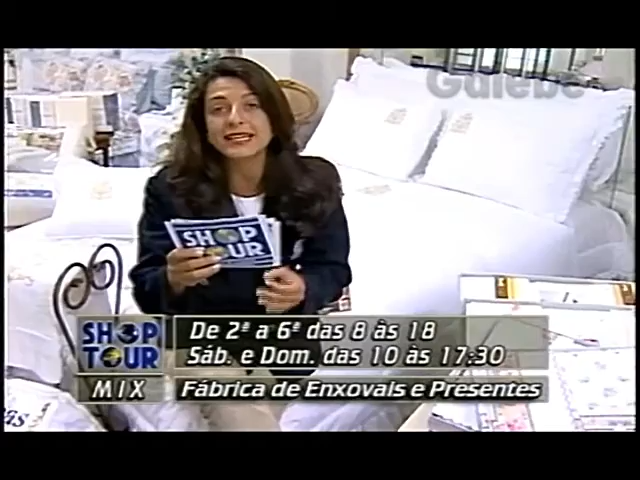 Galebe
SHOP
TOUR
SHOP
TOUR
MIX
De 2ª a 6ª das 8 às 18
Sáb. e Dom. das 10 às 17:30
Fábrica de Enxovais e Presentes